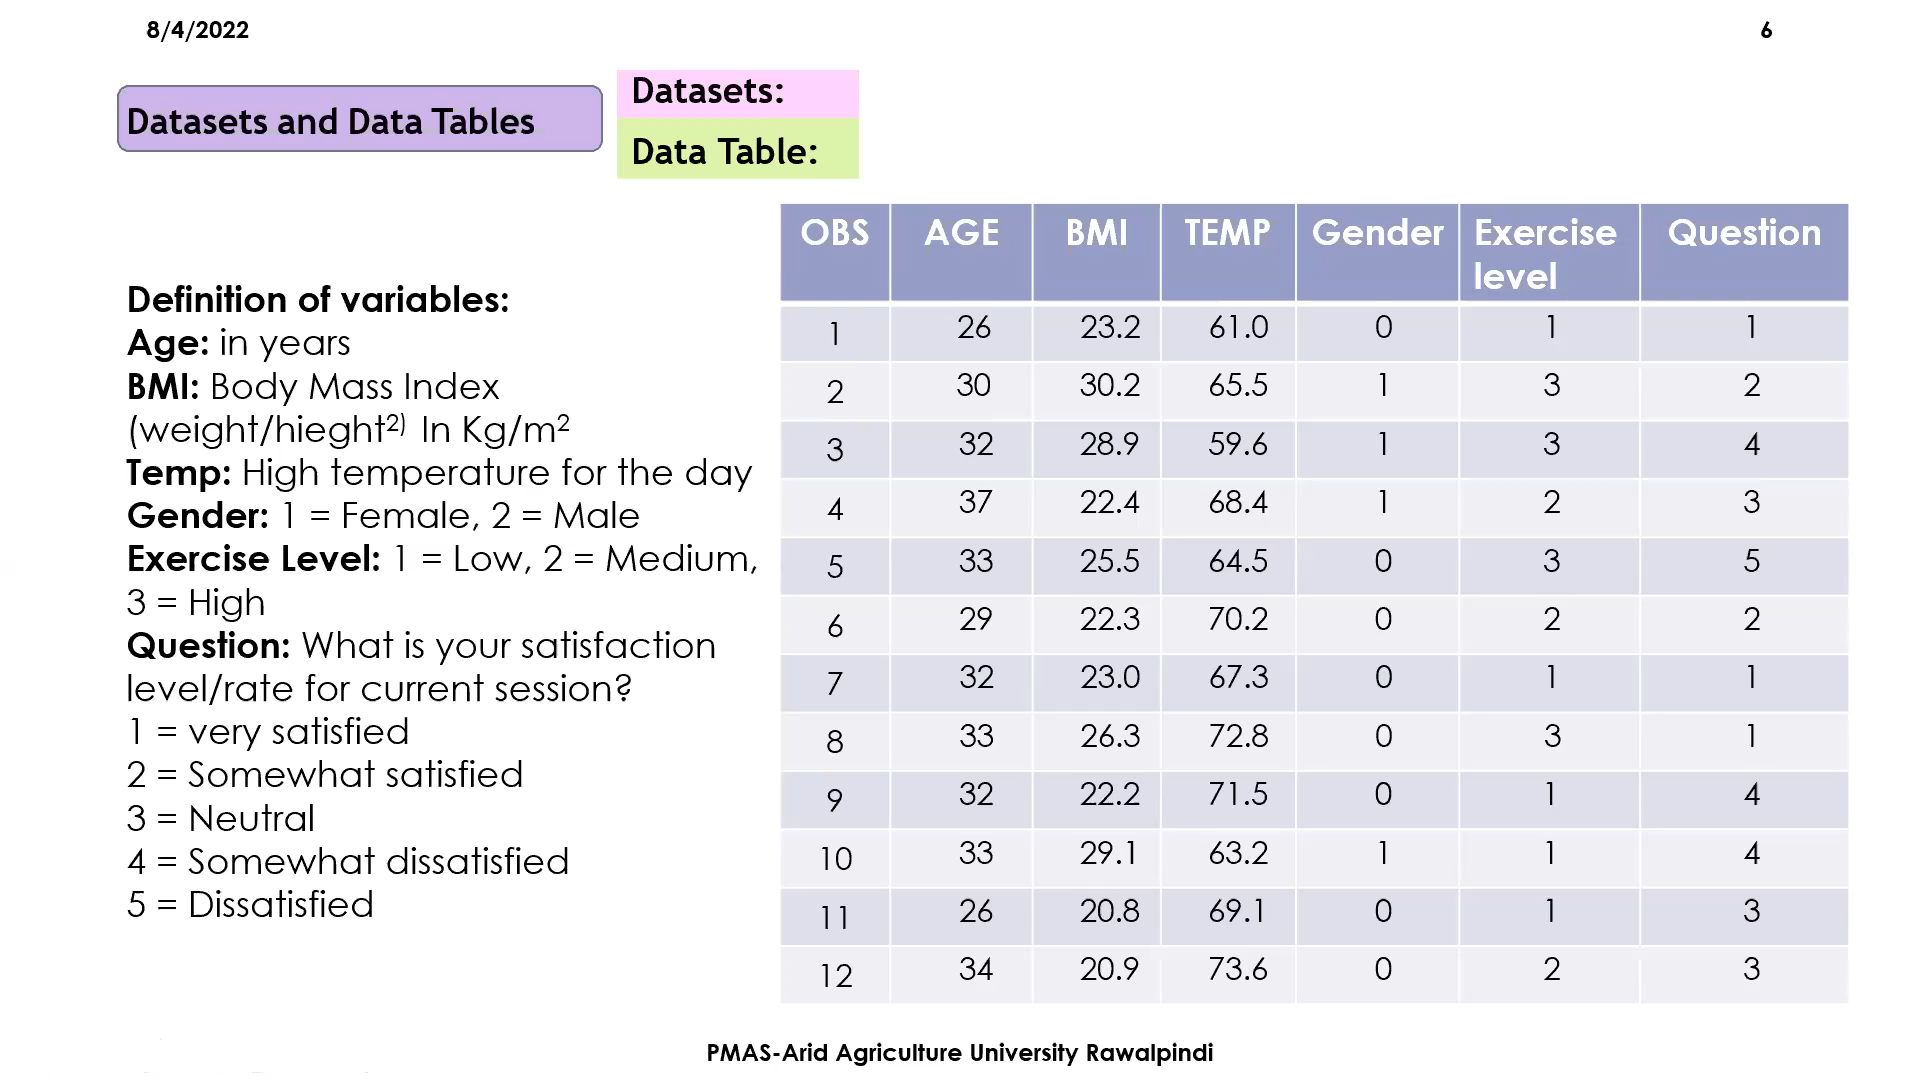 8/4/2022 6
Datasets and Data Tables
Datasets:
Data Table:
Definition of variables:
Age: in years
BMI: Body Mass Index
(weight/hieght²⁾ In Kg/m²
Temp: High temperature for the day
Gender: 1 = Female, 2 = Male
Exercise Level: 1 = Low, 2 = Medium,
3 = High
Question: What is your satisfaction
level/rate for current session?
1 = very satisfied
2 = Somewhat satisfied
3 = Neutral
4 = Somewhat dissatisfied
5 = Dissatisfied
OBS AGE BMI TEMP Gender Exercise level Question
1 26 23.2 61.0 0 1 1
2 30 30.2 65.5 1 3 2
3 32 28.9 59.6 1 3 4
4 37 22.4 68.4 1 2 3
5 33 25.5 64.5 0 3 5
6 29 22.3 70.2 0 2 2
7 32 23.0 67.3 0 1 1
8 33 26.3 72.8 0 3 1
9 32 22.2 71.5 0 1 4
10 33 29.1 63.2 1 1 4
11 26 20.8 69.1 0 1 3
12 34 20.9 73.6 0 2 3
PMAS-Arid Agriculture University Rawalpindi